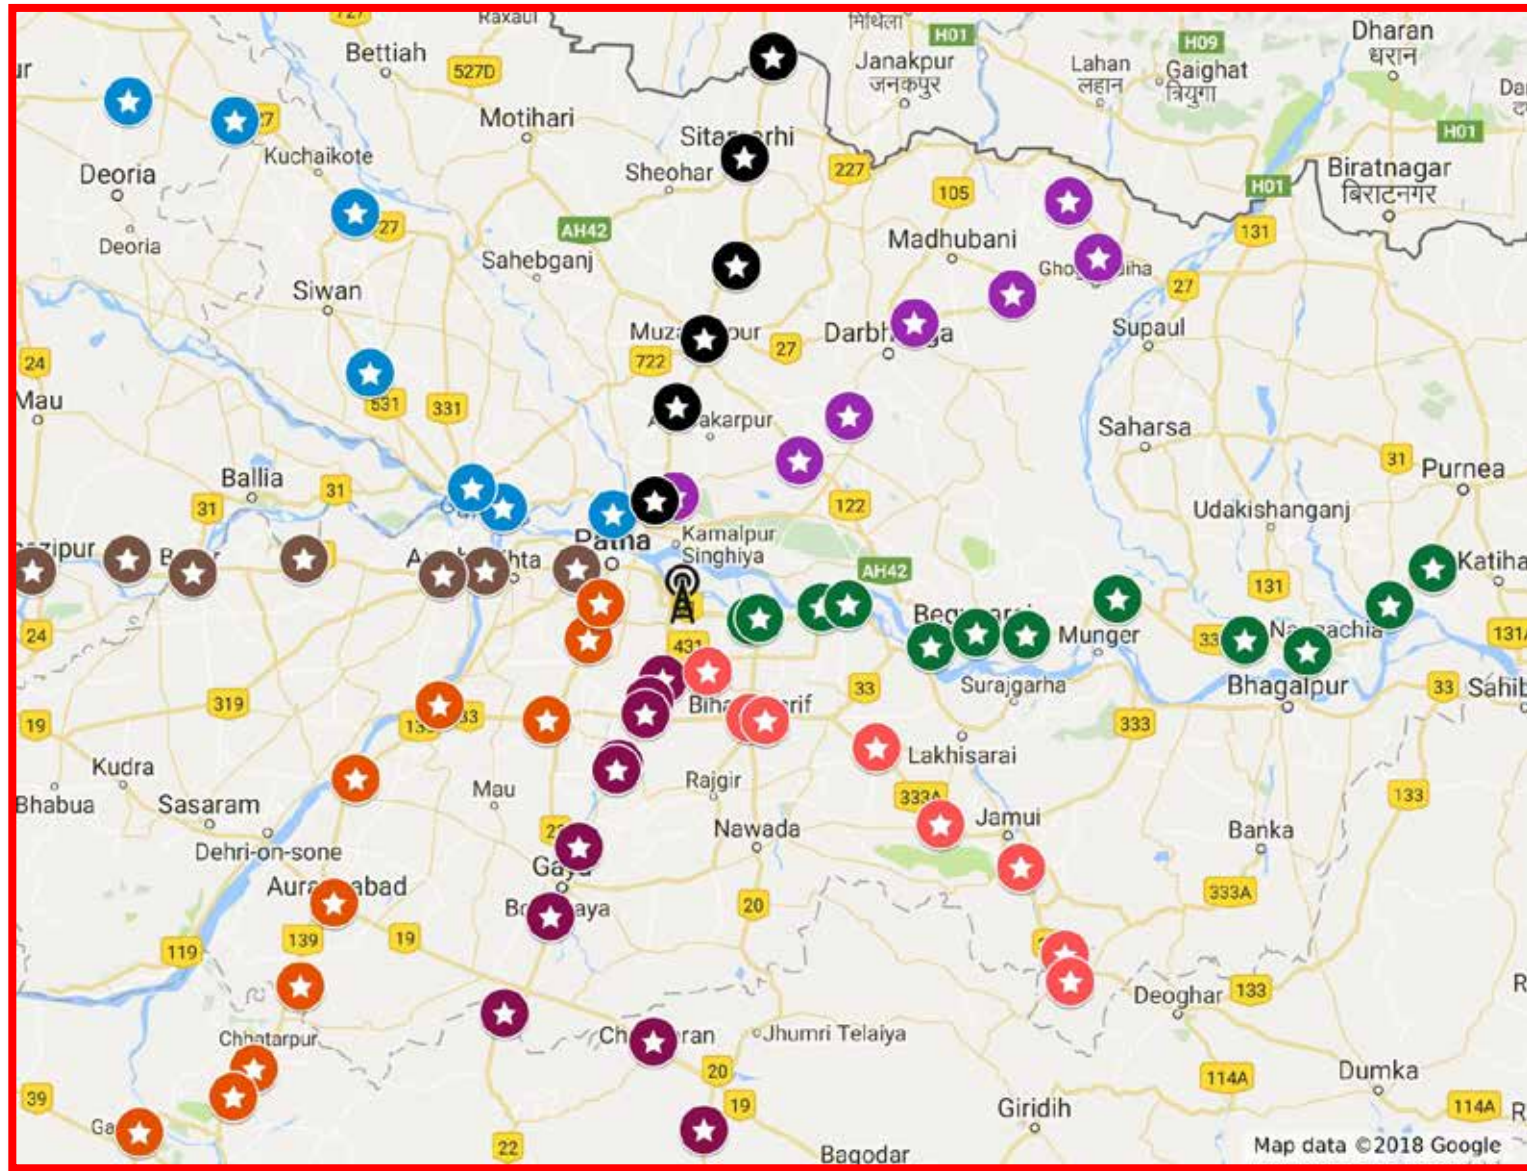 727
Raxaul
मिथिला
H01
Dharan
धरान
Bettiah
527D
Janakpur
जनकपुर
Lahan
लहान
H09
Gaighat
त्रियुगा
Motihari
H01
27
Kuchaikote
Sheohar
227
Deoria
105
H01
Biratnagar
बिराटनगर
Deoria
27
AH42
Madhubani
131
Sahebganj
Siwan
27
Supaul
24
722
27
Mau
531
331
Saharsa
31
Purnea
Ballia
31
31
122
Udakishanganj
Patna
Kamalpur
Singhiya
AH42
131
24
431
Munger
319
33
Surajgarha
Bhagalpur
33
19
333
Lakhisarai
Kudra
Bhabua
Sasaram
Mau
Rajgir
333A
133
Nawada
Jamui
Banka
Dehri-on-sone
333A
20
119
139
19
Deoghar
133
Chhatarpur
Jhumri Telaiya
20
114A
Dumka
39
19
Giridih
114A
22
Bagodar
Map data ©2018 Google